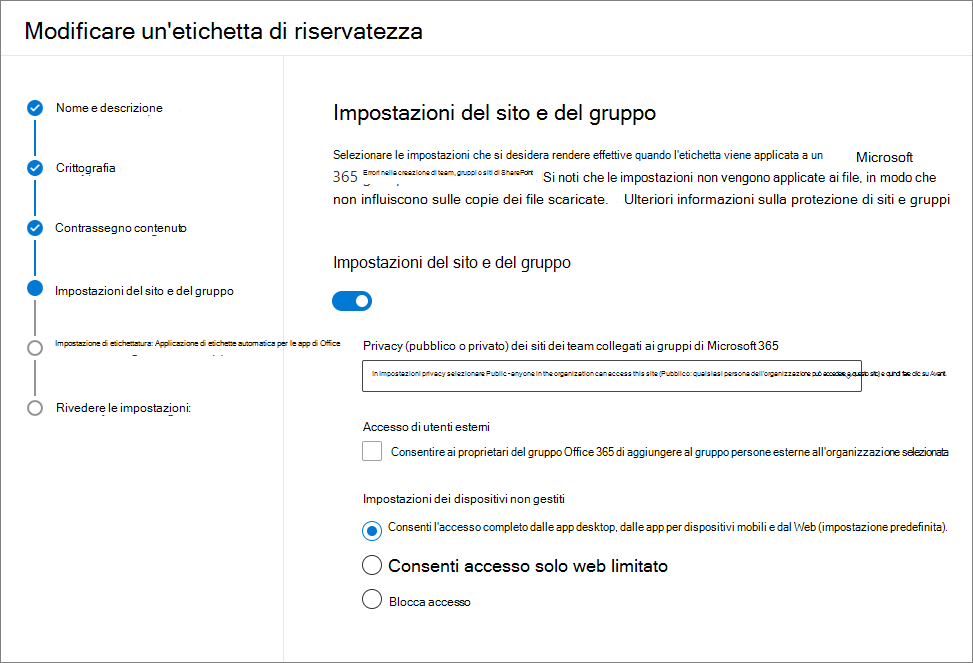 Modificare un'etichetta di riservatezza
Nome e descrizione
Crittografia
Contrassegno contenuto
Impostazioni del sito e del gruppo
Impostazione di etichettatura: Applicazione di etichette automatica per le app di Office
Rivedere le impostazioni:
Impostazioni del sito e del gruppo
Selezionare le impostazioni che si desidera rendere effettive quando l'etichetta viene applicata a un Microsoft
365 Errori nella creazione di team, gruppi o siti di SharePoint Si noti che le impostazioni non vengono applicate ai file, in modo che
non influiscono sulle copie dei file scaricate. Ulteriori informazioni sulla protezione di siti e gruppi
Impostazioni del sito e del gruppo
Privacy (pubblico o privato) dei siti dei team collegati ai gruppi di Microsoft 365
In Impostazioni privacy selezionare Public - anyone in the organization can access this site (Pubblico: qualsiasi persona dell'organizzazione può accedere a questo sito) e quindi fare clic su Avanti.
Accesso di utenti esterni
Consentire ai proprietari del gruppo Office 365 di aggiungere al gruppo persone esterne all'organizzazione selezionata
Impostazioni dei dispositivi non gestiti
Consenti l'accesso completo dalle app desktop, dalle app per dispositivi mobili e dal Web (impostazione predefinita).
Consenti accesso solo web limitato
Blocca accesso